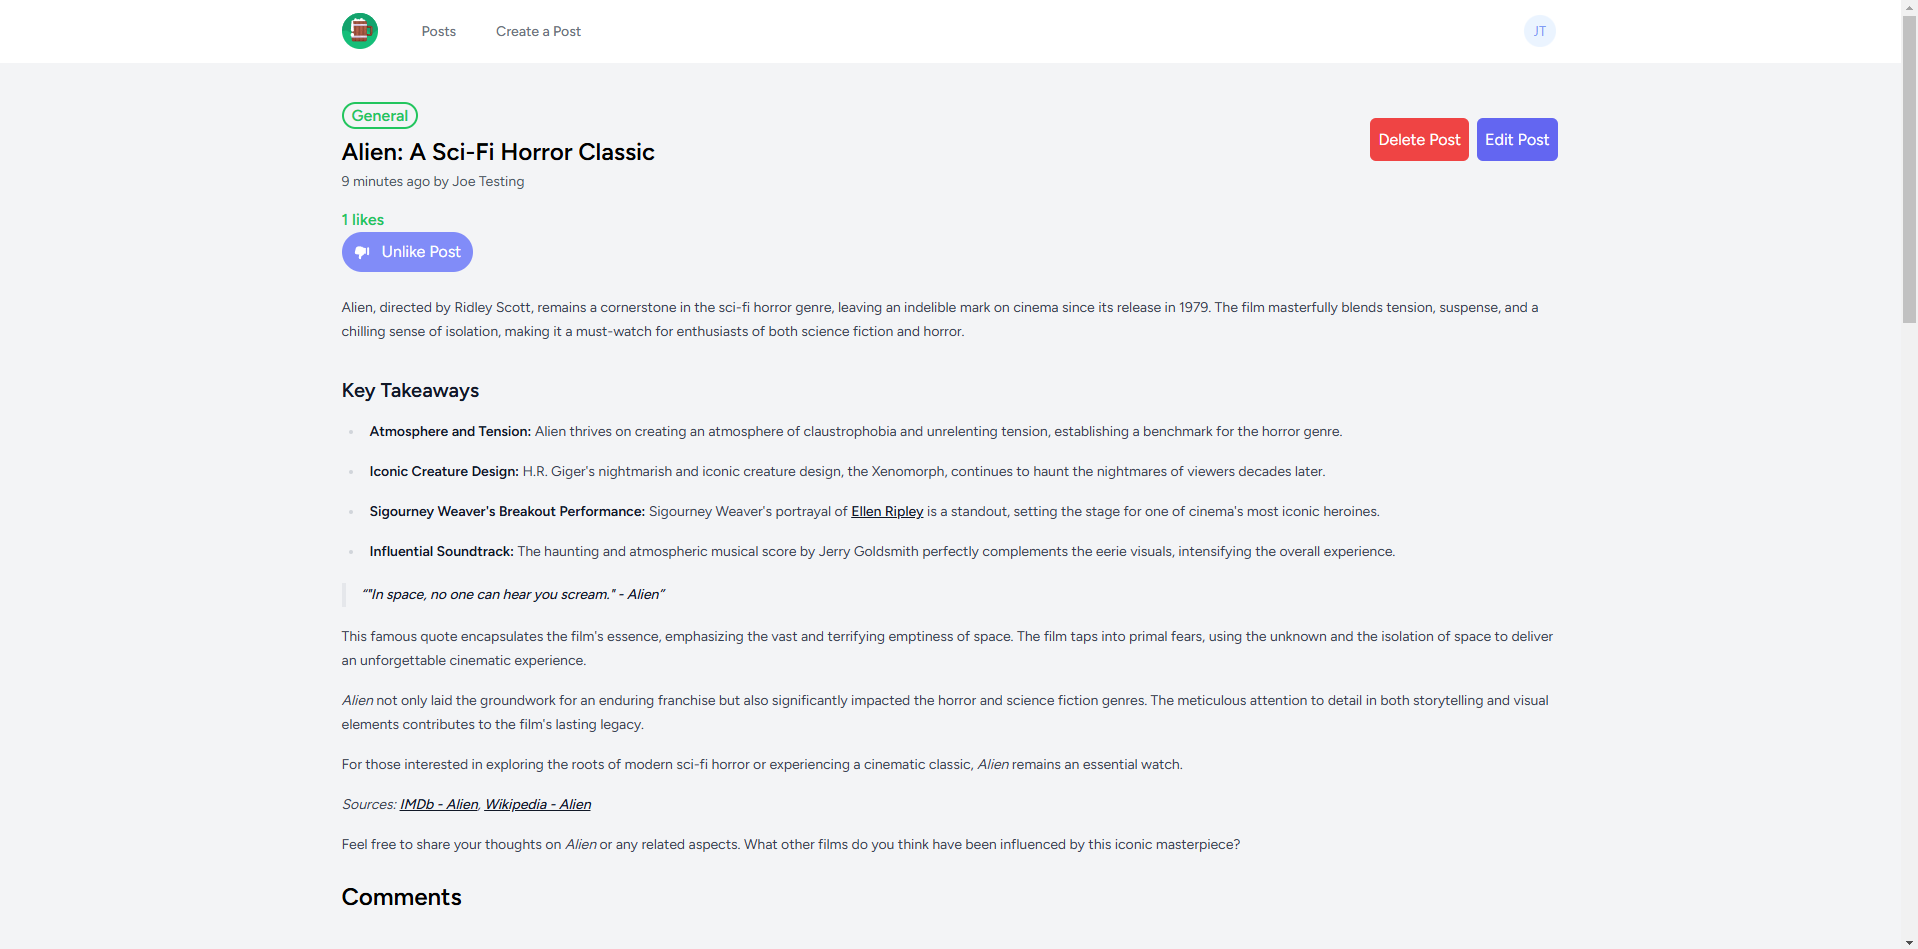 Posts Create a Post JT
General
Alien: A Sci-Fi Horror Classic
9 minutes ago by Joe Testing
Delete Post Edit Post
1 likes
Unlike Post
Alien, directed by Ridley Scott, remains a cornerstone in the sci-fi horror genre, leaving an indelible mark on cinema since its release in 1979. The film masterfully blends tension, suspense, and a
chilling sense of isolation, making it a must-watch for enthusiasts of both science fiction and horror.
Key Takeaways
Atmosphere and Tension: Alien thrives on creating an atmosphere of claustrophobia and unrelenting tension, establishing a benchmark for the horror genre.
Iconic Creature Design: H.R. Giger's nightmarish and iconic creature design, the Xenomorph, continues to haunt the nightmares of viewers decades later.
Sigourney Weaver's Breakout Performance: Sigourney Weaver's portrayal of Ellen Ripley is a standout, setting the stage for one of cinema's most iconic heroines.
Influential Soundtrack: The haunting and atmospheric musical score by Jerry Goldsmith perfectly complements the eerie visuals, intensifying the overall experience.
“"In space, no one can hear you scream." - Alien”
This famous quote encapsulates the film's essence, emphasizing the vast and terrifying emptiness of space. The film taps into primal fears, using the unknown and the isolation of space to deliver
an unforgettable cinematic experience.
Alien not only laid the groundwork for an enduring franchise but also significantly impacted the horror and science fiction genres. The meticulous attention to detail in both storytelling and visual
elements contributes to the film's lasting legacy.
For those interested in exploring the roots of modern sci-fi horror or experiencing a cinematic classic, Alien remains an essential watch.
Sources: IMDb - Alien, Wikipedia - Alien
Feel free to share your thoughts on Alien or any related aspects. What other films do you think have been influenced by this iconic masterpiece?
Comments